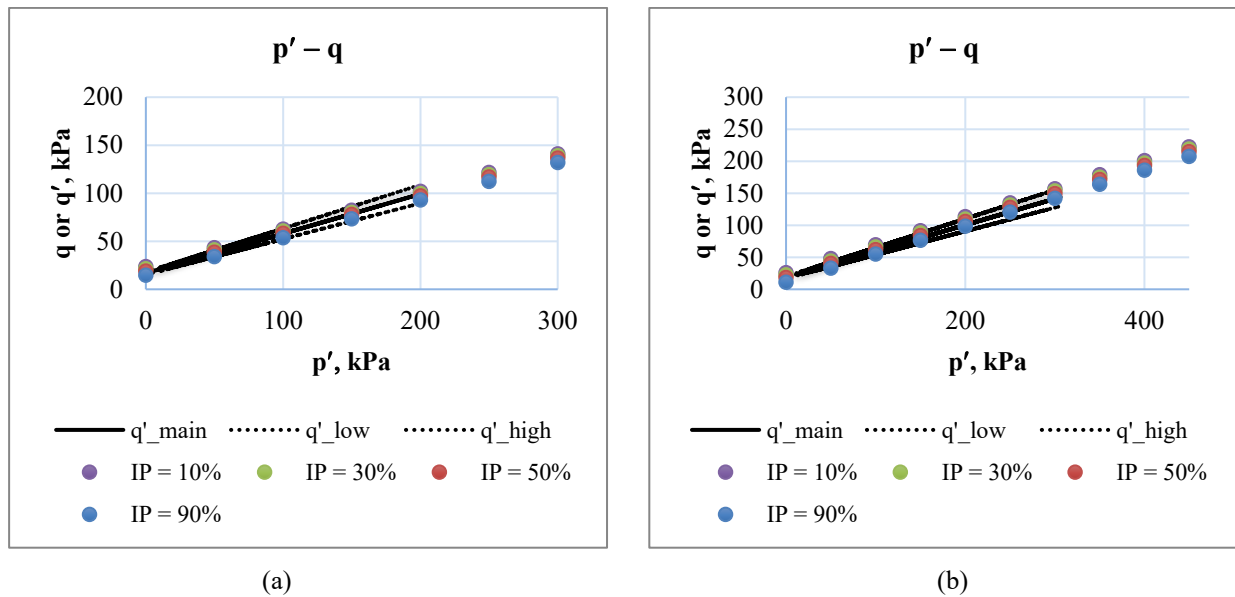 p′ – q
200
150
100
50
0
q or q′, kPa
0 100 200 300
p′, kPa
q'_main q'_low q'_high
IP = 10% IP = 30% IP = 50%
IP = 90%
(a)
p′ – q
300
250
200
150
100
50
0
q or q′, kPa
0 200 400
p′, kPa
q'_main q'_low q'_high
IP = 10% IP = 30% IP = 50%
IP = 90%
(b)